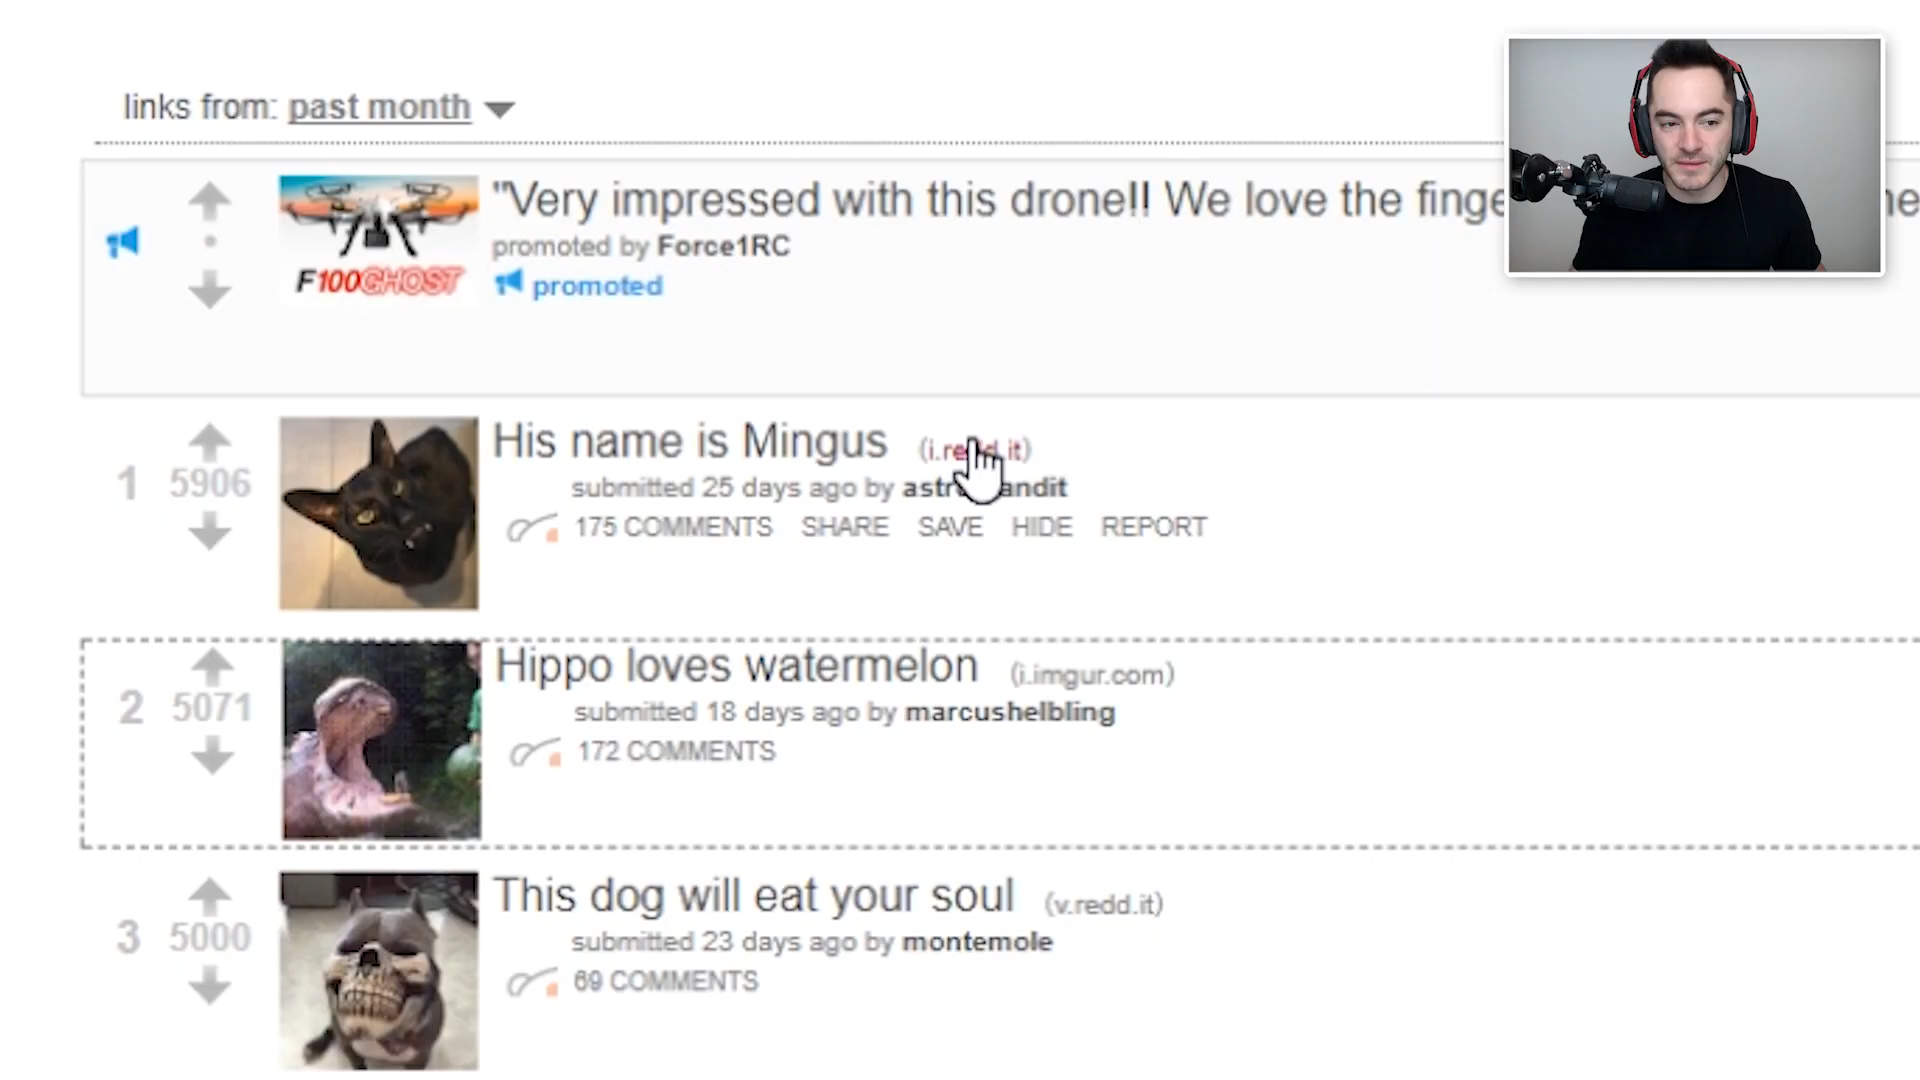 links from: past month
"Very impressed with this drone!! We love the finge
promoted by Force1RC
F100GHOST
promoted
1
5906
His name is Mingus (i.redd.it)
submitted 25 days ago by
175 COMMENTS SHARE SAVE HIDE REPORT
2
5071
Hippo loves watermelon (i.imgur.com)
submitted 18 days ago by marcushelbling
172 COMMENTS
3
5000
This dog will eat your soul (v.redd.it)
submitted 23 days ago by montemole
69 COMMENTS